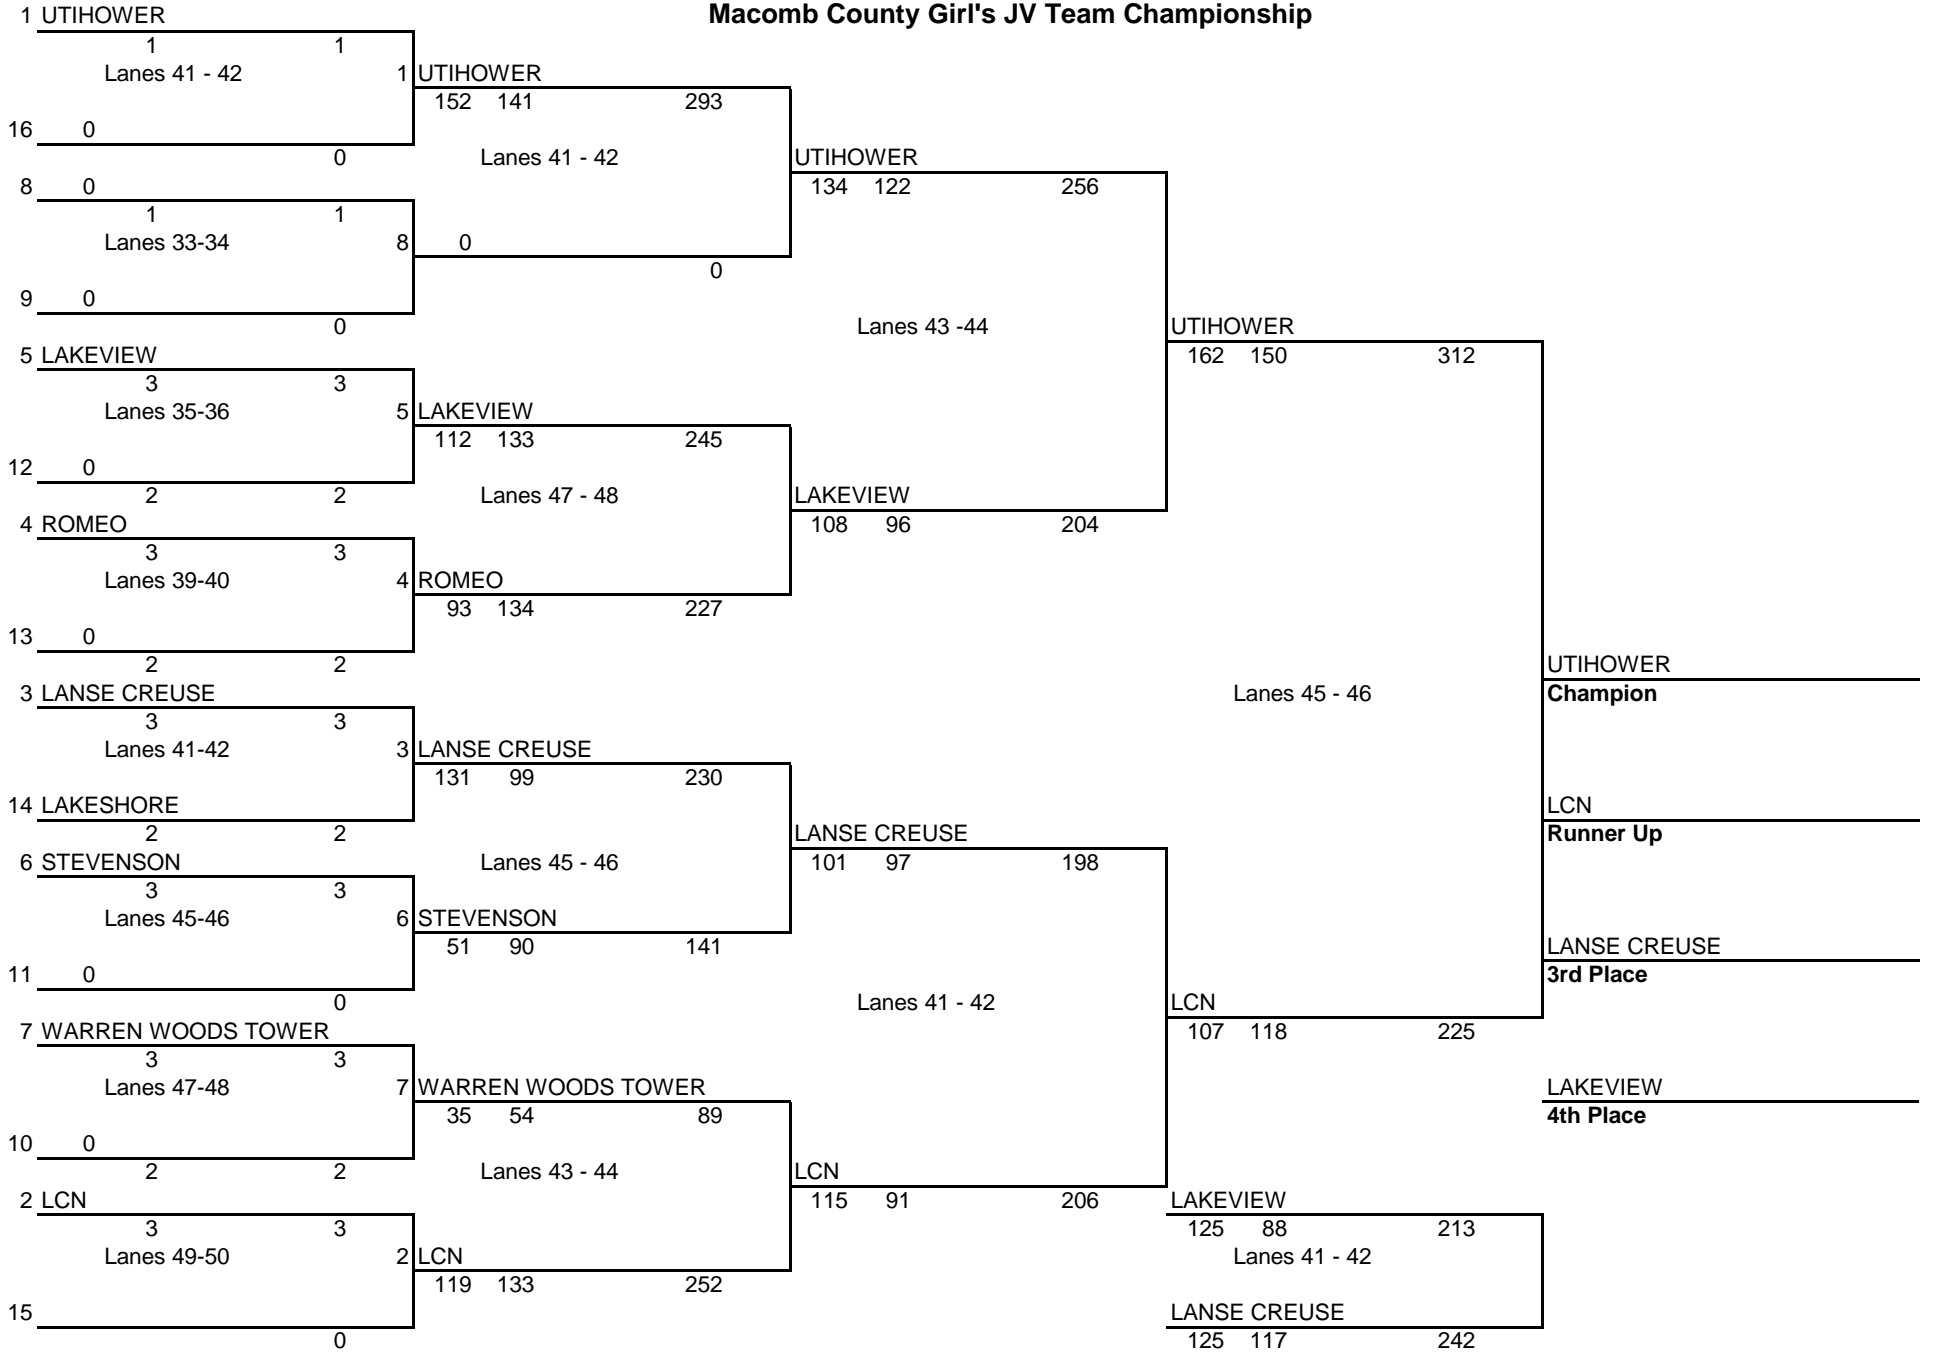 Macomb County Girl's JV Team Championship
1 UTIHOWER
1 1
Lanes 41 - 42
16 0
0
8 0
1 1
Lanes 33-34
9 0
0
5 LAKEVIEW
3 3
Lanes 35-36
12 0
2 2
4 ROMEO
3 3
Lanes 39-40
13 0
2 2
3 LANSE CREUSE
3 3
Lanes 41-42
14 LAKESHORE
2 2
6 STEVENSON
3 3
Lanes 45-46
11 0
0
7 WARREN WOODS TOWER
3 3
Lanes 47-48
10 0
2 2
2 LCN
3 3
Lanes 49-50
15
0
1 UTIHOWER
152 141 293
Lanes 41 - 42
8 0
0
5 LAKEVIEW
112 133 245
Lanes 47 - 48
4 ROMEO
93 134 227
3 LANSE CREUSE
131 99 230
Lanes 45 - 46
6 STEVENSON
51 90 141
7 WARREN WOODS TOWER
35 54 89
Lanes 43 - 44
2 LCN
119 133 252
UTIHOWER
134 122 256
Lanes 43 -44
LAKEVIEW
108 96 204
LANSE CREUSE
101 97 198
Lanes 41 - 42
LCN
115 91 206
UTIHOWER
162 150 312
Lanes 45 - 46
LCN
107 118 225
LAKEVIEW
125 88 213
Lanes 41 - 42
LANSE CREUSE
125 117 242
UTIHOWER
Champion
LCN
Runner Up
LANSE CREUSE
3rd Place
LAKEVIEW
4th Place